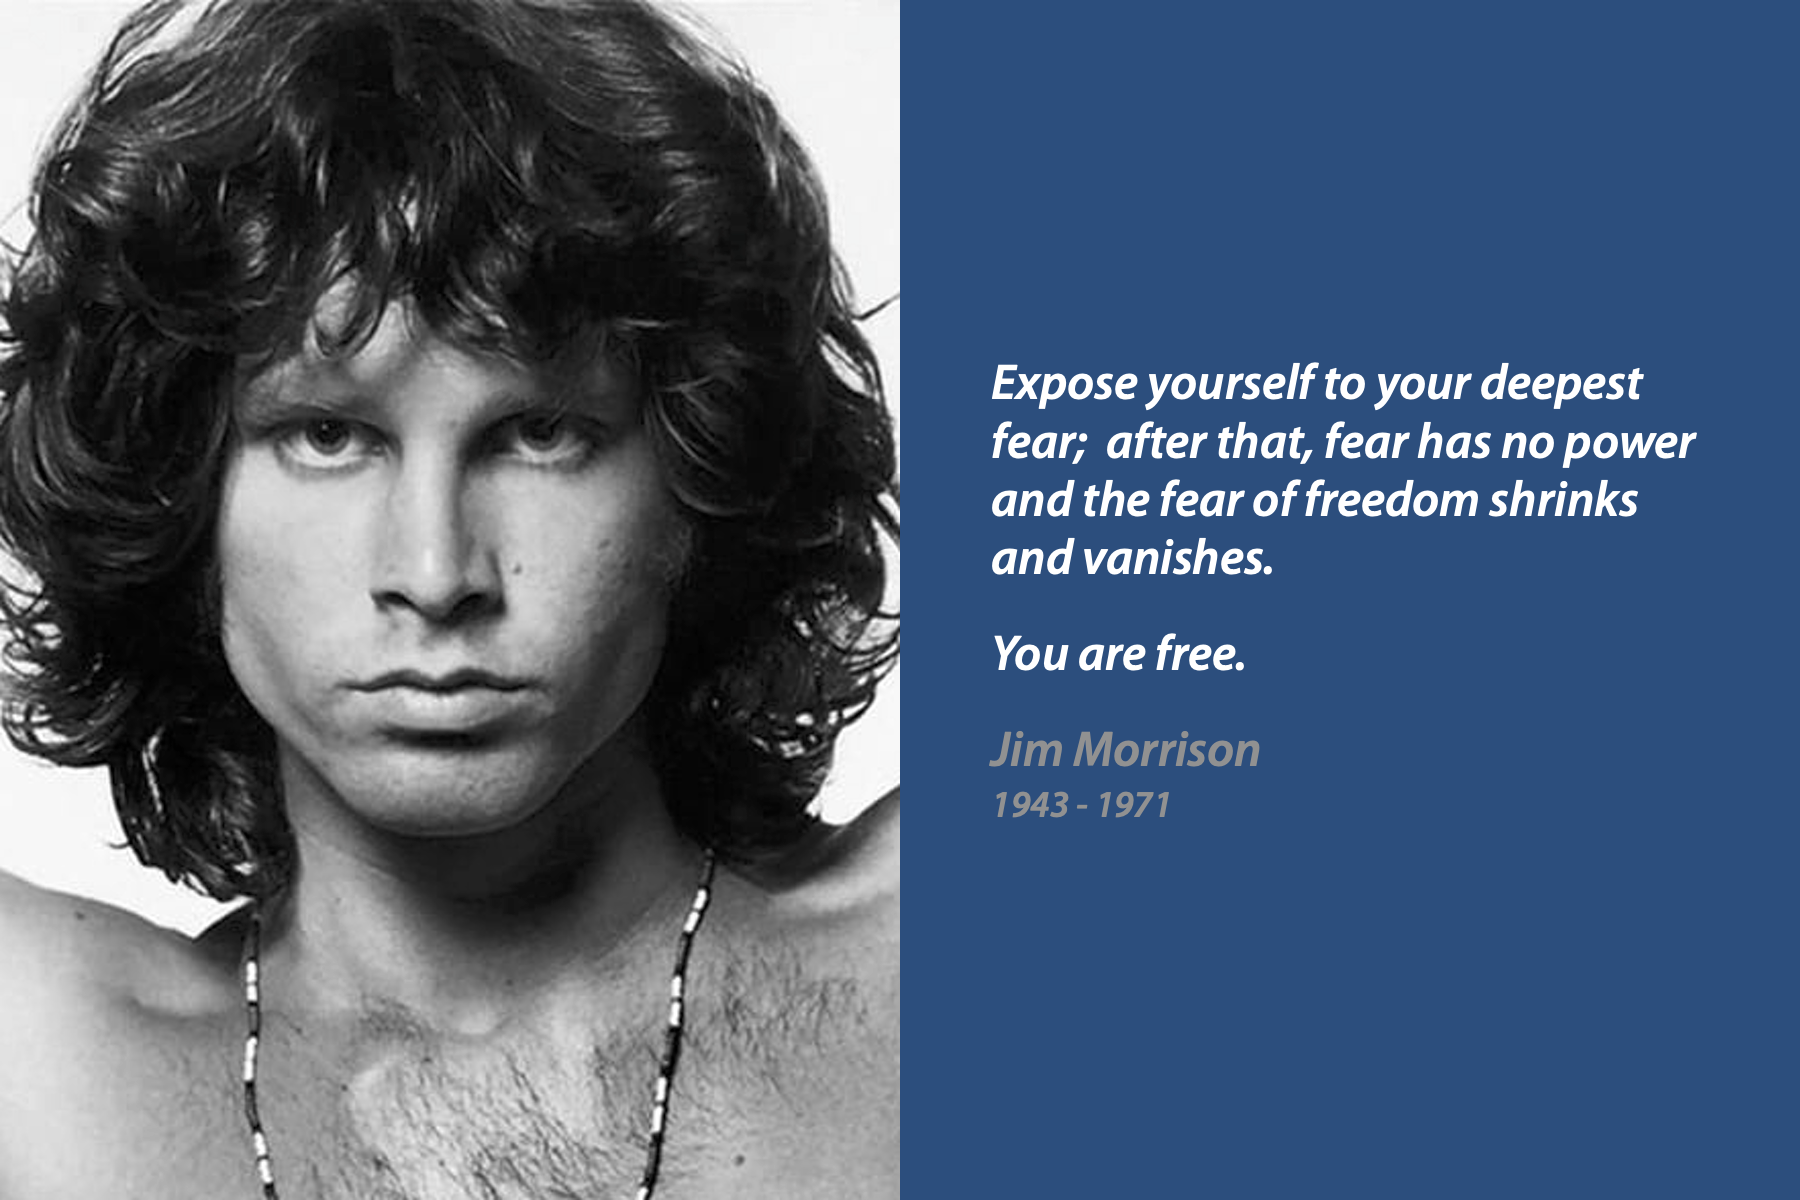 Expose yourself to your deepest
fear;  after that, fear has no power
and the fear of freedom shrinks
and vanishes.
You are free.
Jim Morrison
1943 - 1971